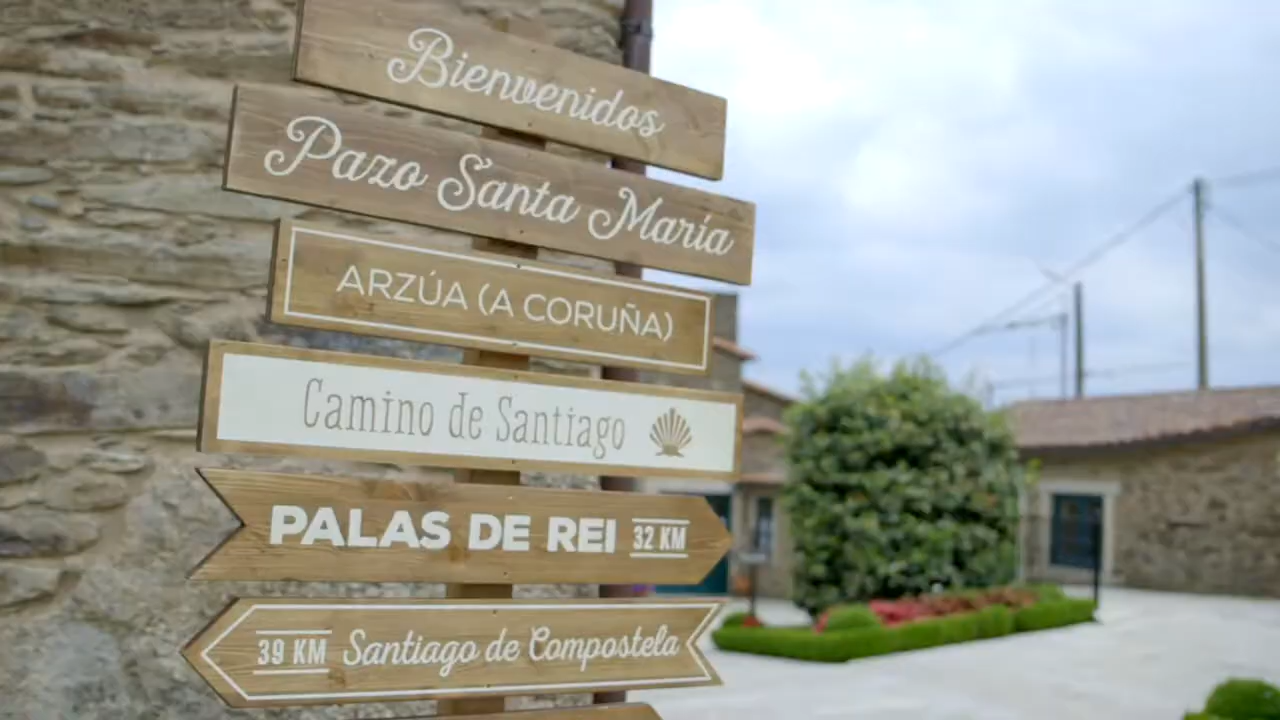 Bienvenidos
Pazo Santa María
ARZÚA (A CORUÑA)
Camino de Santiago
PALAS DE REI 32 KM
39 KM Santiago de Compostela